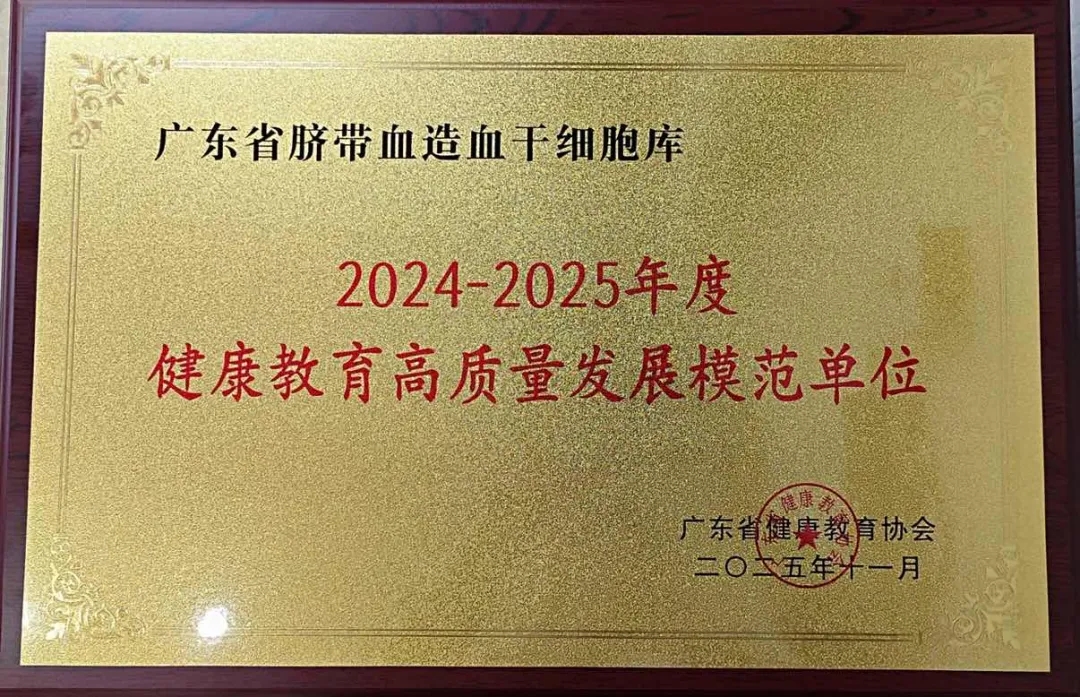 广东省脐带血造血干细胞库
2024-2025年度
健康教育高质量发展模范单位
广东省健康教育协会
二〇二五年十一月